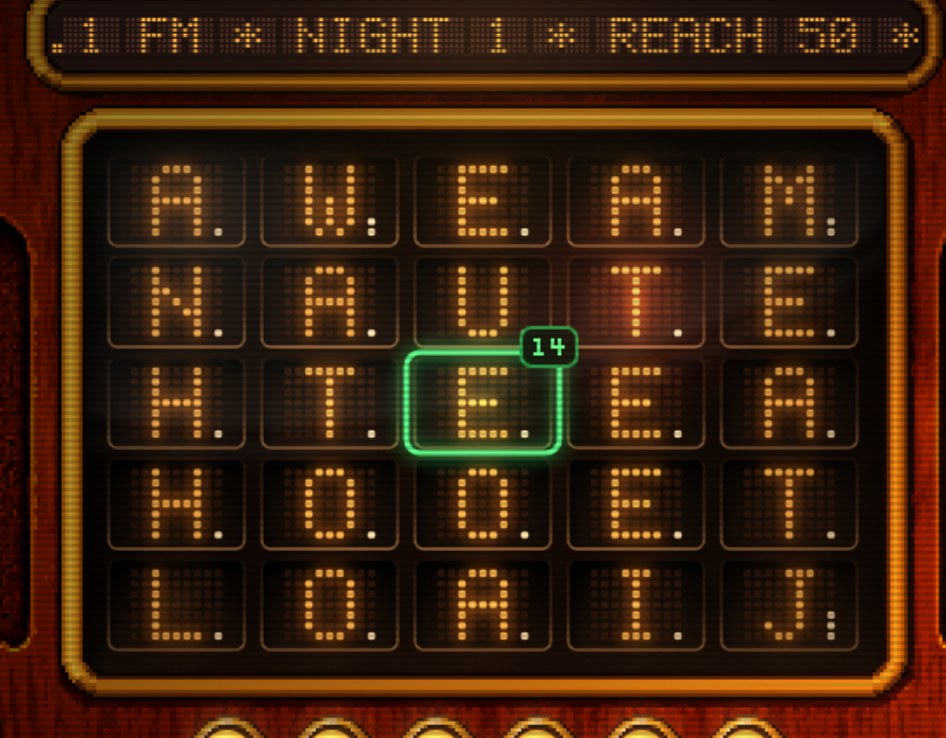 .1 FM * NIGHT 1 * REACH 50 *
A W E A M
N A U T E
14
H T E E A
H O O E T
L O A I J